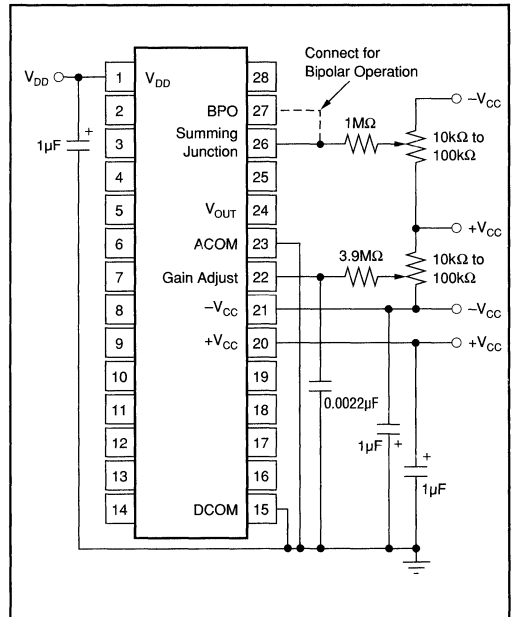 Connect for
Bipolar Operation
V_DD 1 V_DD 28 −V_CC
2 BPO 27
1MΩ 10kΩ to
1µF + 3 Summing Junction 26 100kΩ
4 25
5 V_OUT 24 +V_CC
6 ACOM 23 3.9MΩ 10kΩ to
7 Gain Adjust 22 100kΩ
8 −V_CC 21 −V_CC
9 +V_CC 20 +V_CC
10 19
11 18 0.0022µF
12 17 1µF + +
13 16 1µF
14 DCOM 15